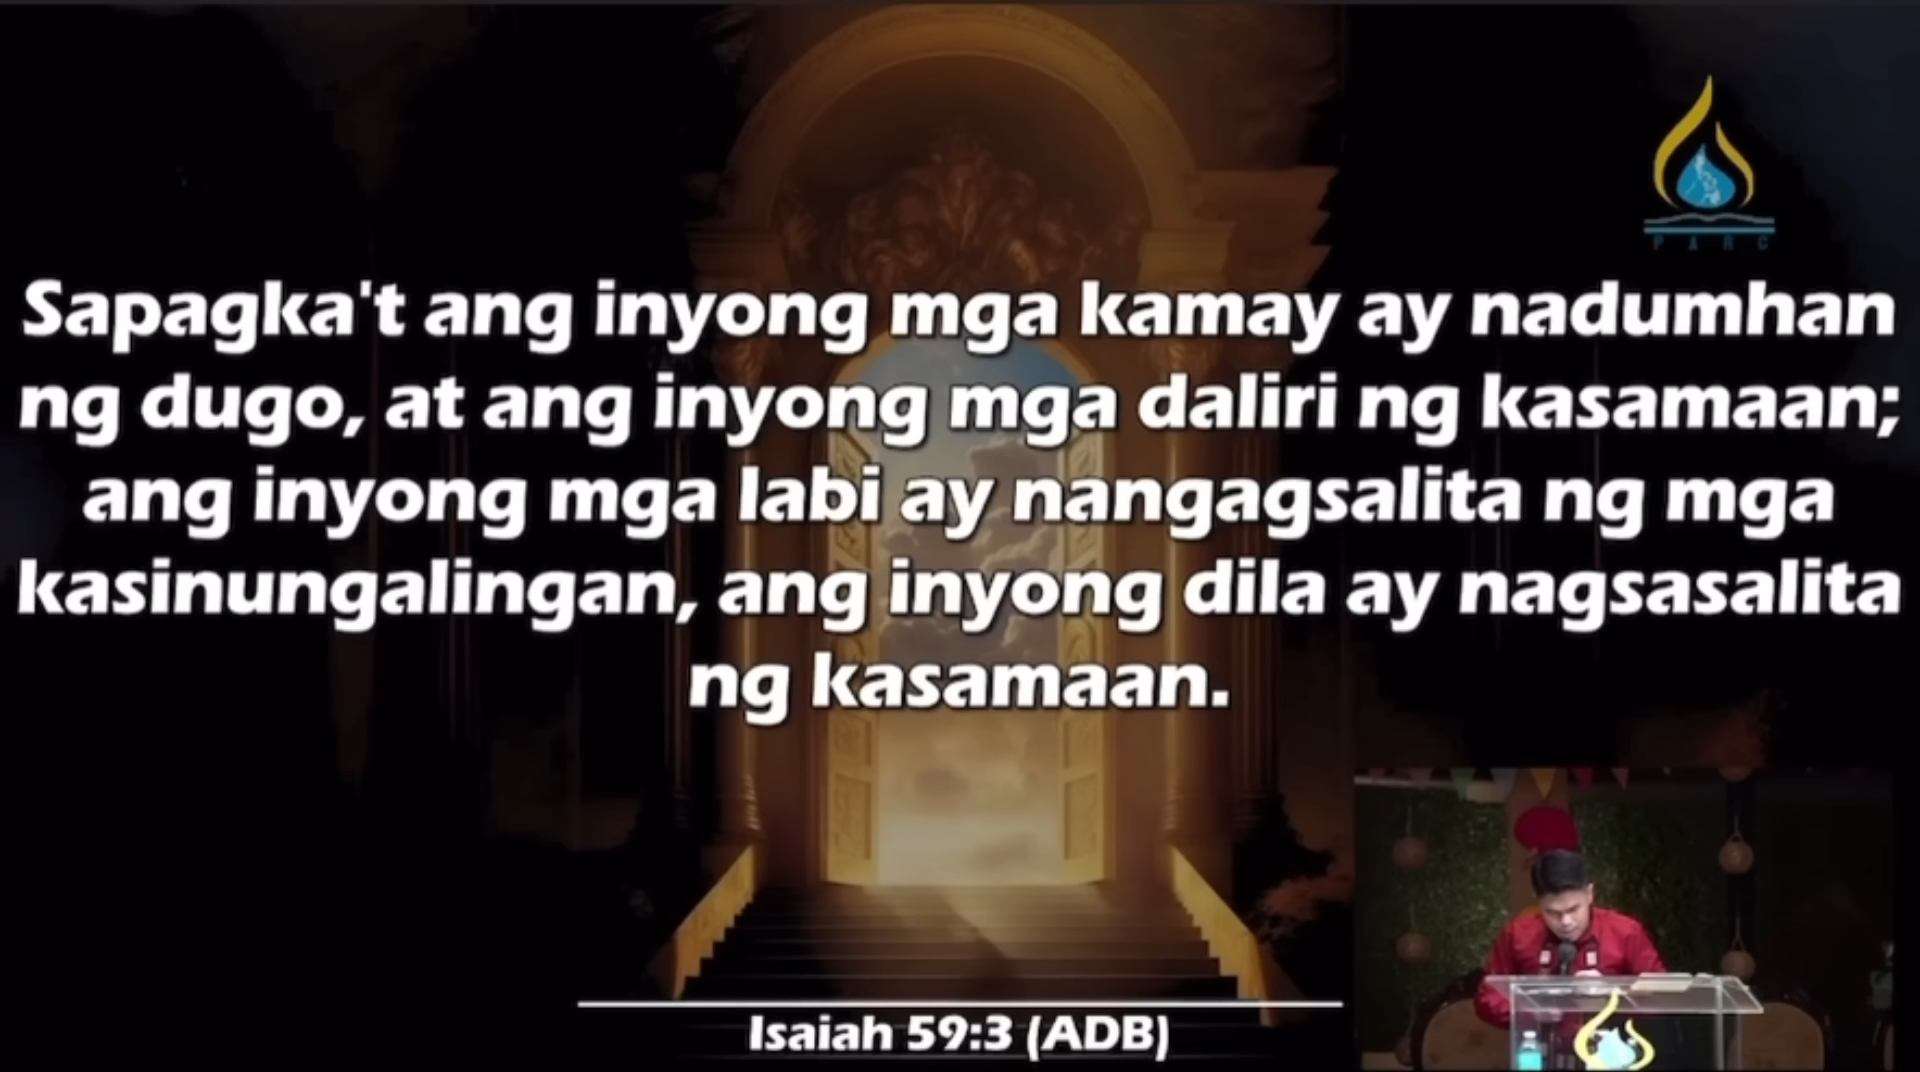 PARC
Sapagka't ang inyong mga kamay ay nadumhan
ng dugo, at ang inyong mga daliri ng kasamaan;
ang inyong mga labi ay nangagsalita ng mga
kasinungalingan, ang inyong dila ay nagsasalita
ng kasamaan.
Isaiah 59:3 (ADB)